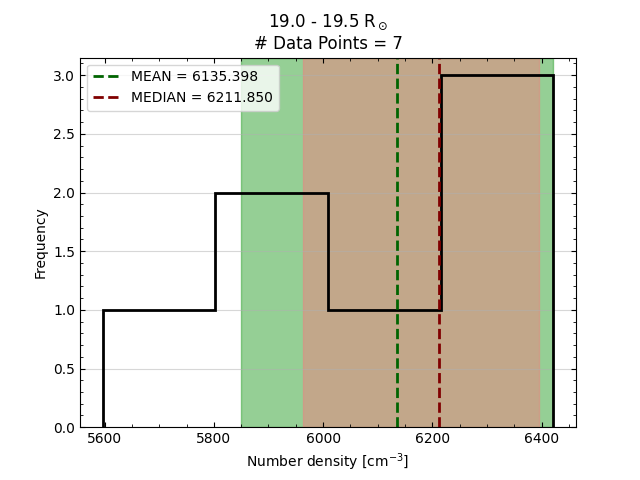 19.0 - 19.5 R⊙
# Data Points = 7
MEAN = 6135.398
MEDIAN = 6211.850
Frequency
3.0
2.5
2.0
1.5
1.0
0.5
0.0
5600 5800 6000 6200 6400
Number density [cm⁻³]